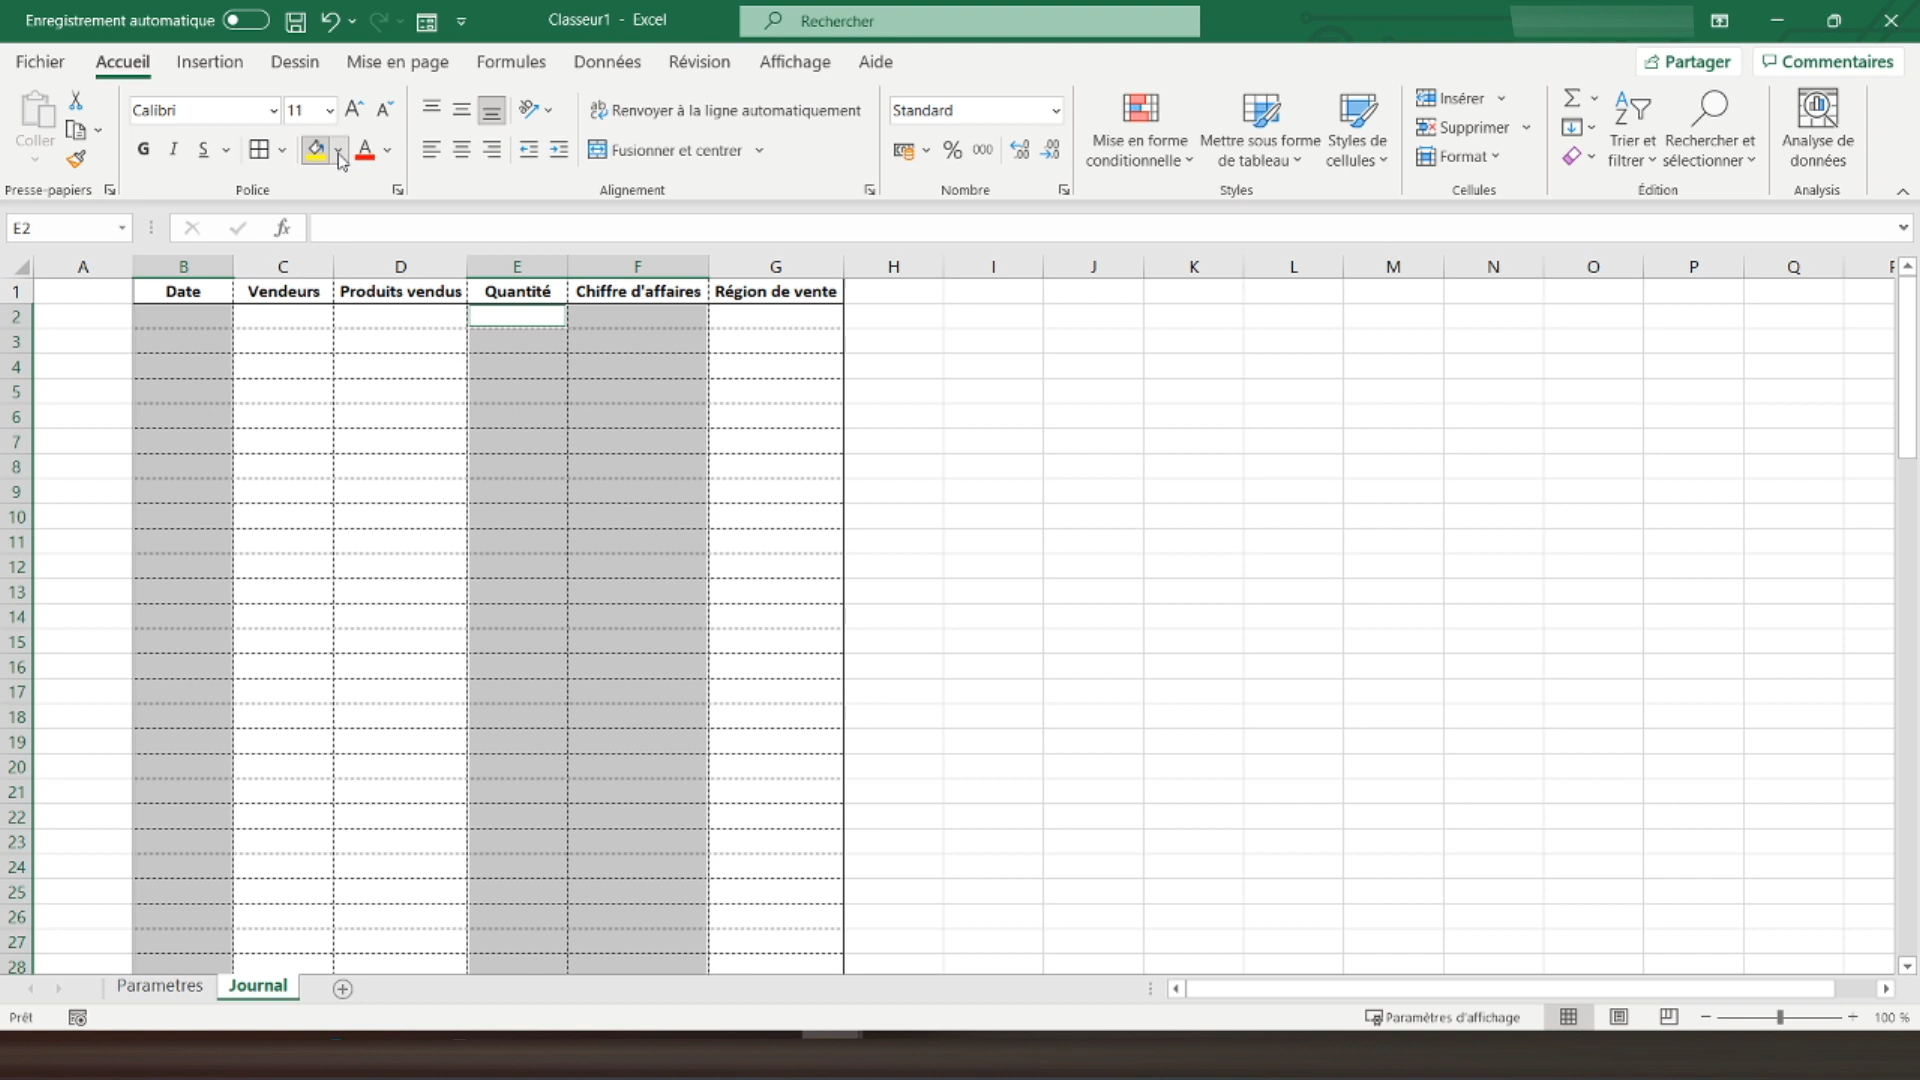 Enregistrement automatique
Classeur1 - Excel
Rechercher
Fichier Accueil Insertion Dessin Mise en page Formules Données Révision Affichage Aide
Partager Commentaires
Coller
Calibri 11
Renvoyer à la ligne automatiquement
Standard
G I S
A A A
Fusionner et centrer
% 000
Mise en forme conditionnelle
Mettre sous forme de tableau
Styles de cellules
Insérer
Supprimer
Format
Trier et filtrer
Rechercher et sélectionner
Analyse de données
Presse-papiers Police Alignement Nombre Styles Cellules Édition Analysis
E2 fx
A B C D E F G H I J K L M N O P Q
1 Date Vendeurs Produits vendus Quantité Chiffre d'affaires Région de vente
2
3
4
5
6
7
8
9
10
11
12
13
14
15
16
17
18
19
20
21
22
23
24
25
26
27
28
Parametres Journal
Prêt
Paramètres d'affichage
100 %